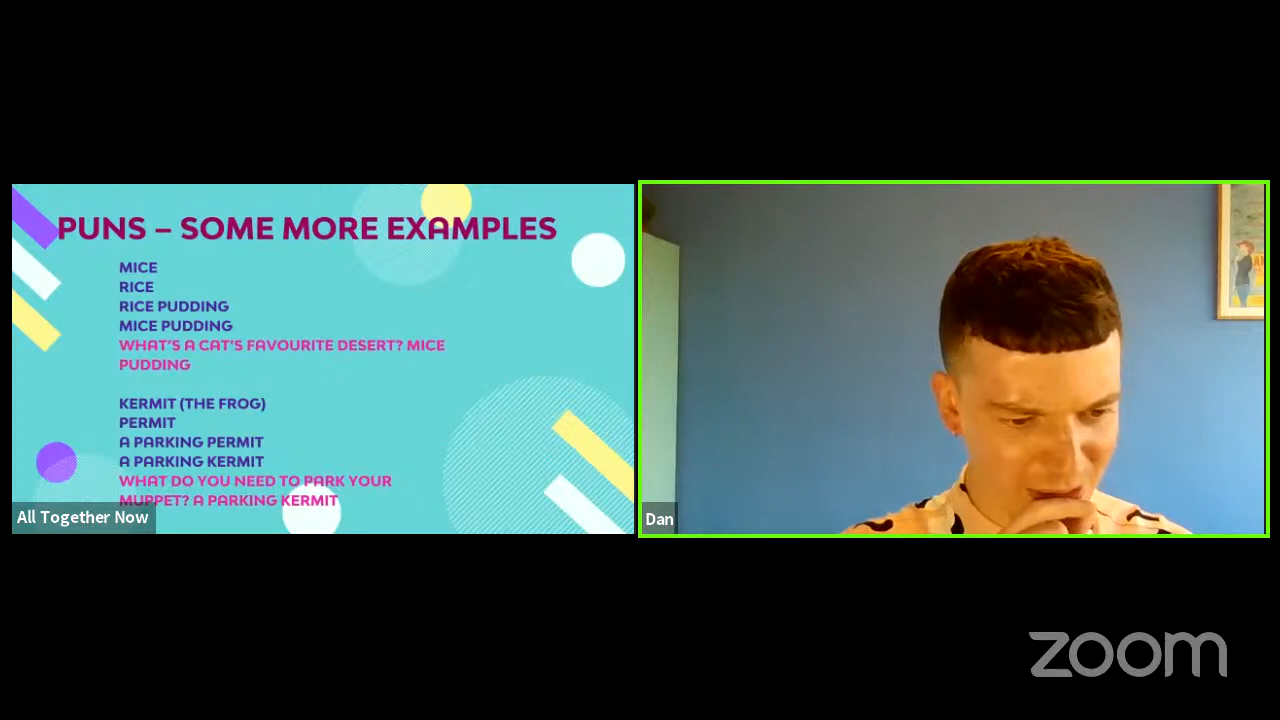 PUNS – SOME MORE EXAMPLES
MICE
RICE
RICE PUDDING
MICE PUDDING
WHAT'S A CAT'S FAVOURITE DESERT? MICE
PUDDING
KERMIT (THE FROG)
PERMIT
A PARKING PERMIT
A PARKING KERMIT
WHAT DO YOU NEED TO PARK YOUR
MUPPET? A PARKING KERMIT
All Together Now
Dan
zoom